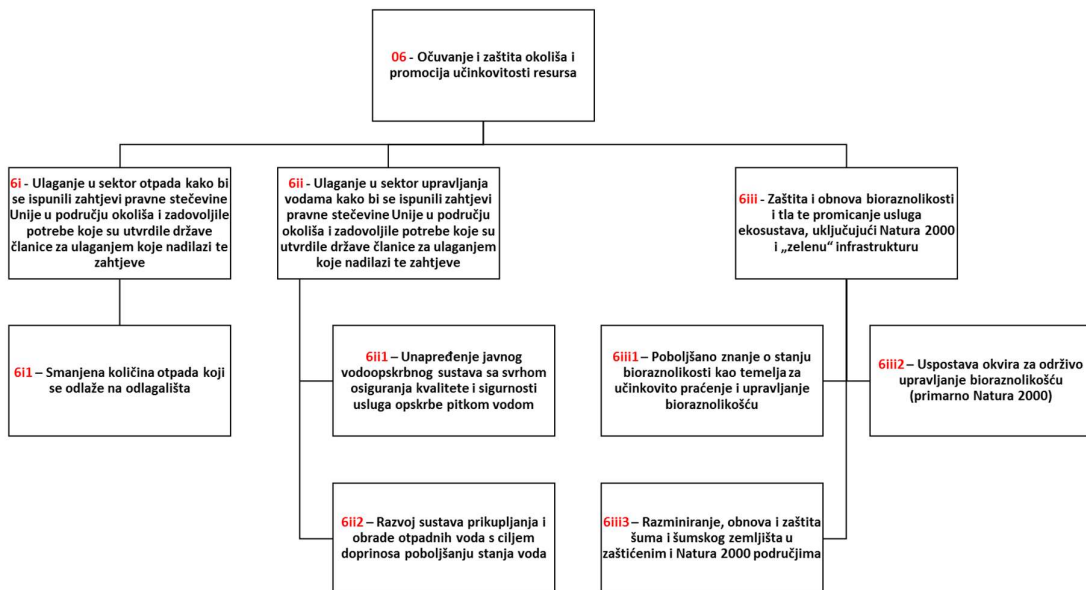 06 - Očuvanje i zaštita okoliša i
promocija učinkovitosti resursa
6i - Ulaganje u sektor otpada kako bi
se ispunili zahtjevi pravne stečevine
Unije u području okoliša i zadovoljile
potrebe koje su utvrdile države
članice za ulaganjem koje nadilazi te
zahtjeve
6ii - Ulaganje u sektor upravljanja
vodama kako bi se ispunili zahtjevi
pravne stečevine Unije u području
okoliša i zadovoljile potrebe koje su
utvrdile države članice za ulaganjem
koje nadilazi te zahtjeve
6iii - Zaštita i obnova bioraznolikosti
i tla te promicanje usluga
ekosustava, uključujući Natura 2000
i „zelenu“ infrastrukturu
6i1 – Smanjena količina otpada koji
se odlaže na odlagališta
6ii1 – Unapređenje javnog
vodoopskrbnog sustava sa svrhom
osiguranja kvalitete i sigurnosti
usluga opskrbe pitkom vodom
6iii1 – Poboljšano znanje o stanju
bioraznolikosti kao temelja za
učinkovito praćenje i upravljanje
bioraznolikošću
6iii2 – Uspostava okvira za održivo
upravljanje bioraznolikošću
(primarno Natura 2000)
6ii2 – Razvoj sustava prikupljanja i
obrade otpadnih voda s ciljem
doprinosa poboljšanju stanja voda
6iii3 – Razminiranje, obnova i zaštita
šuma i šumskog zemljišta u
zaštićenim i Natura 2000 područjima